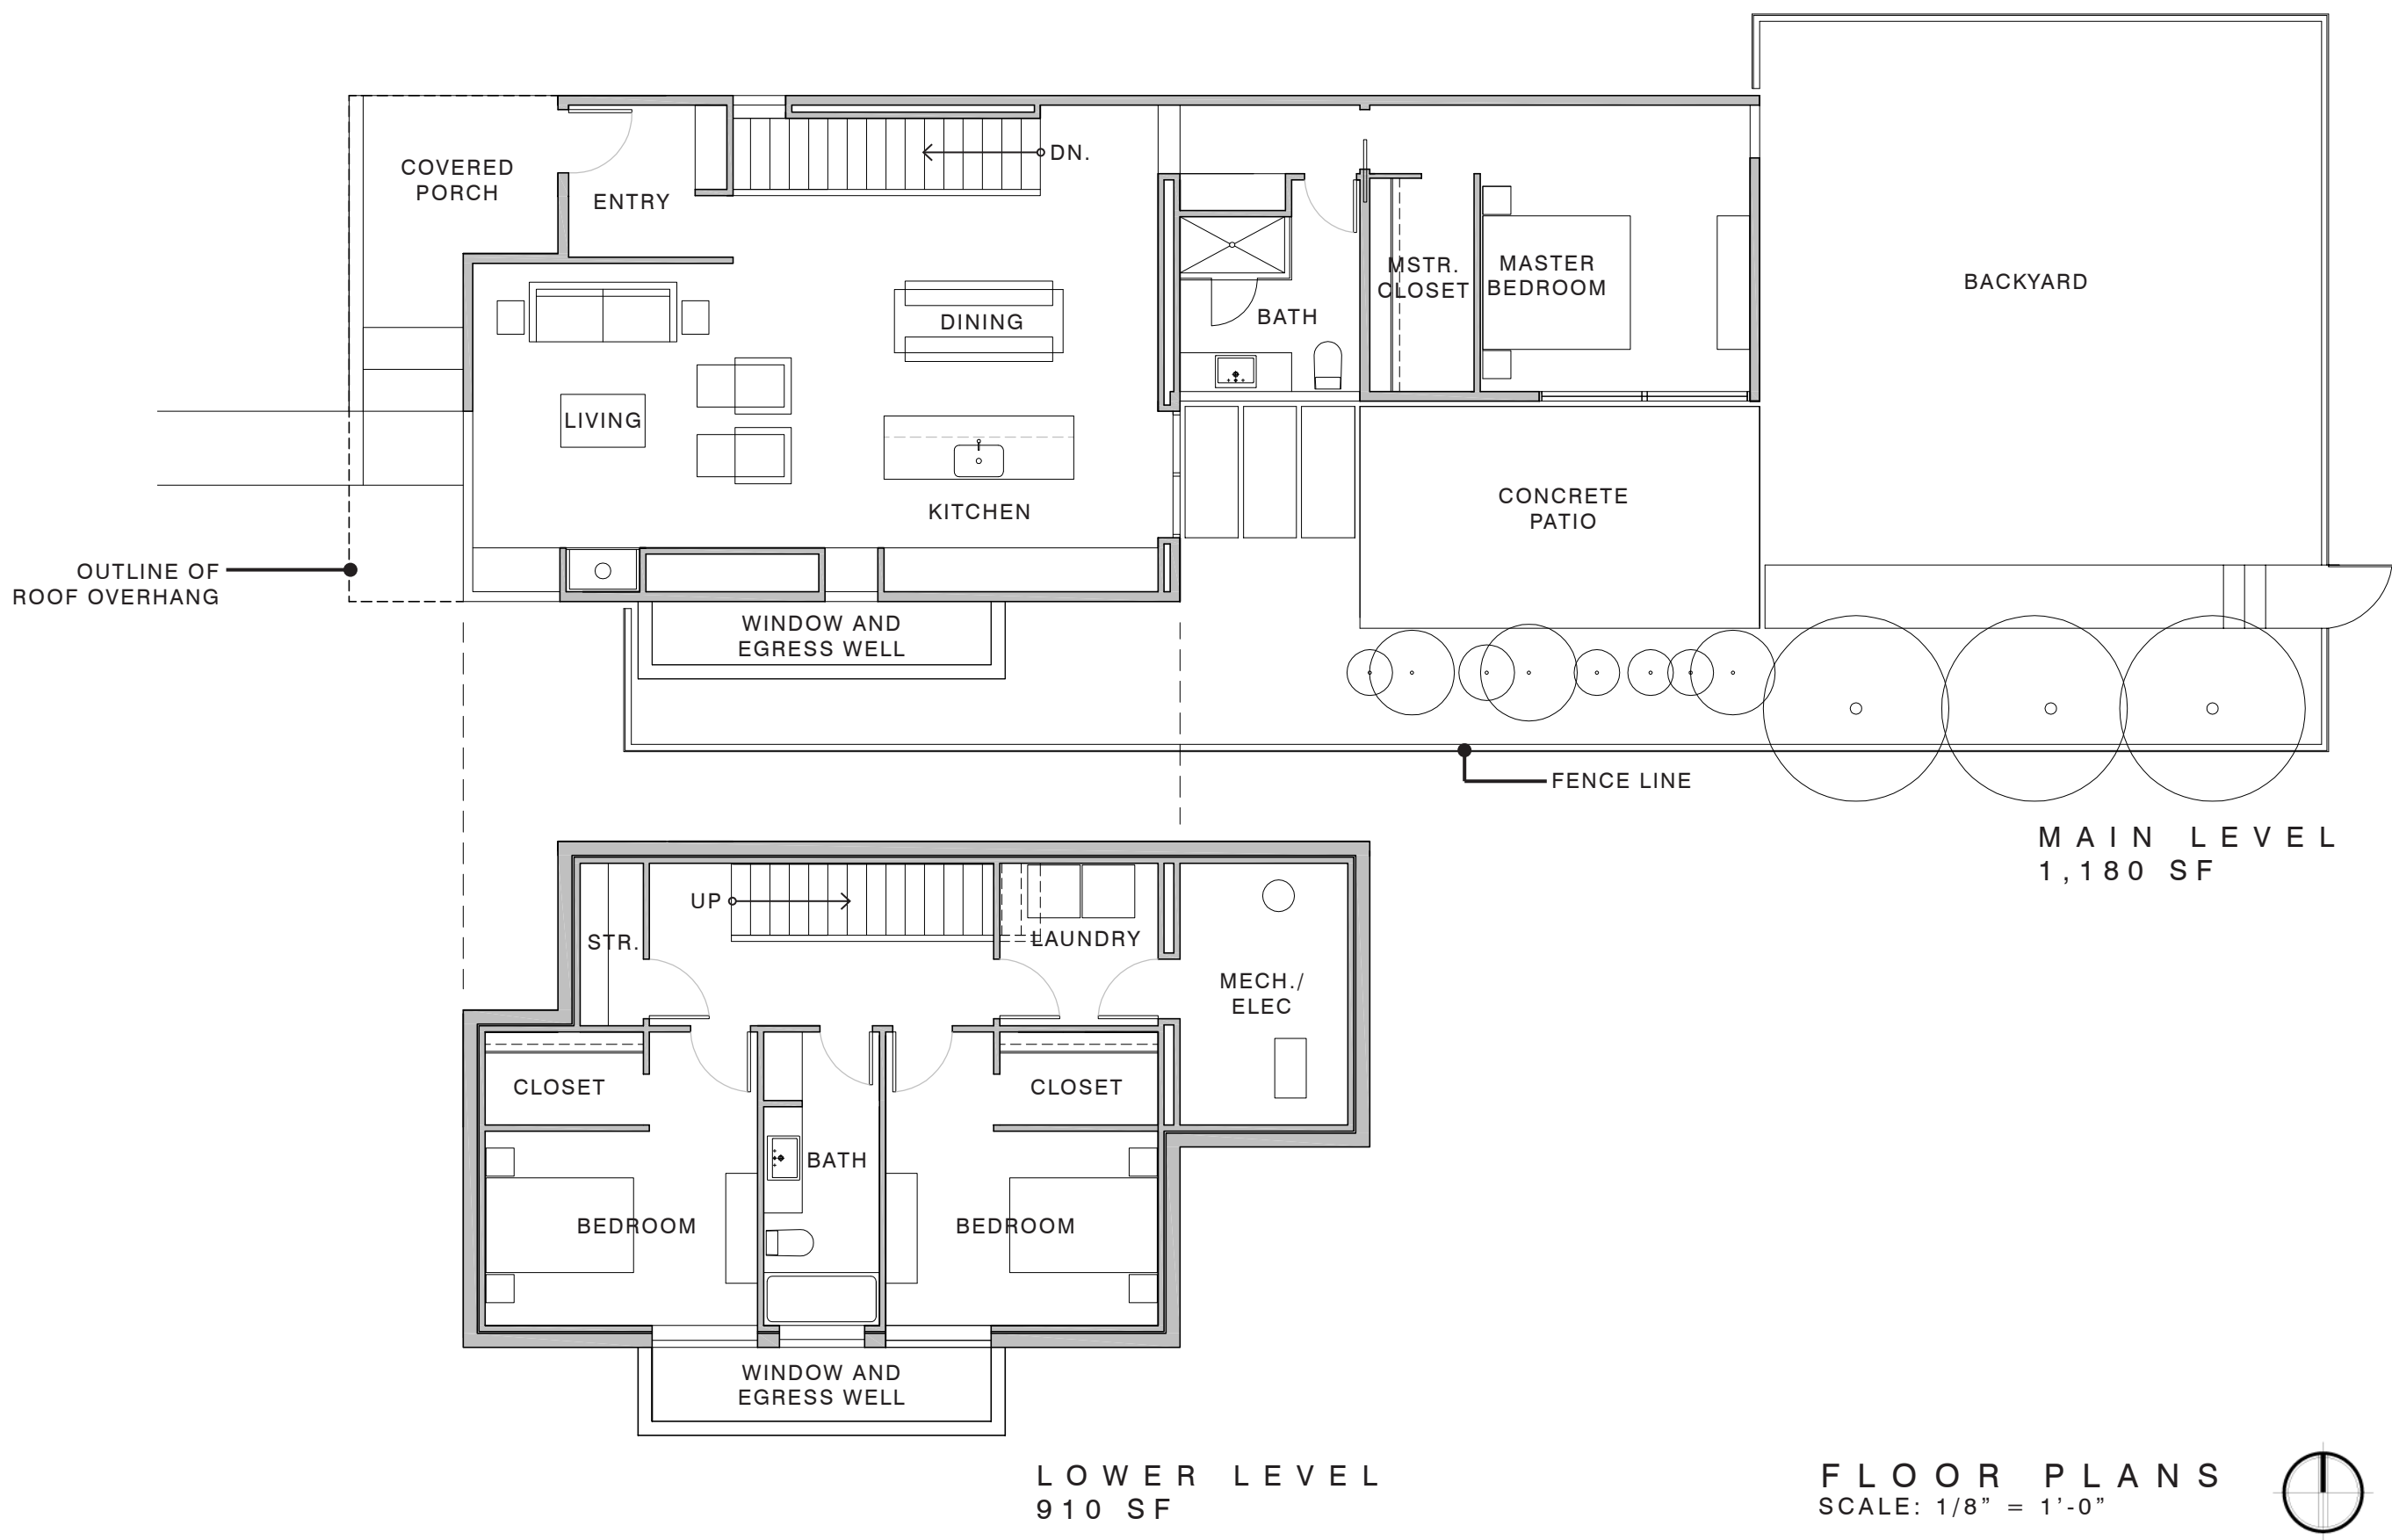 COVERED
PORCH
ENTRY
DN.
MSTR.
CLOSET
MASTER
BEDROOM
BACKYARD
DINING
BATH
LIVING
KITCHEN
CONCRETE
PATIO
OUTLINE OF
ROOF OVERHANG
WINDOW AND
EGRESS WELL
FENCE LINE
MAIN LEVEL
1,180 SF
UP
STR.
LAUNDRY
MECH./
ELEC
CLOSET
CLOSET
BATH
BEDROOM
BEDROOM
WINDOW AND
EGRESS WELL
LOWER LEVEL
910 SF
FLOOR PLANS
SCALE: 1/8” = 1’-0”